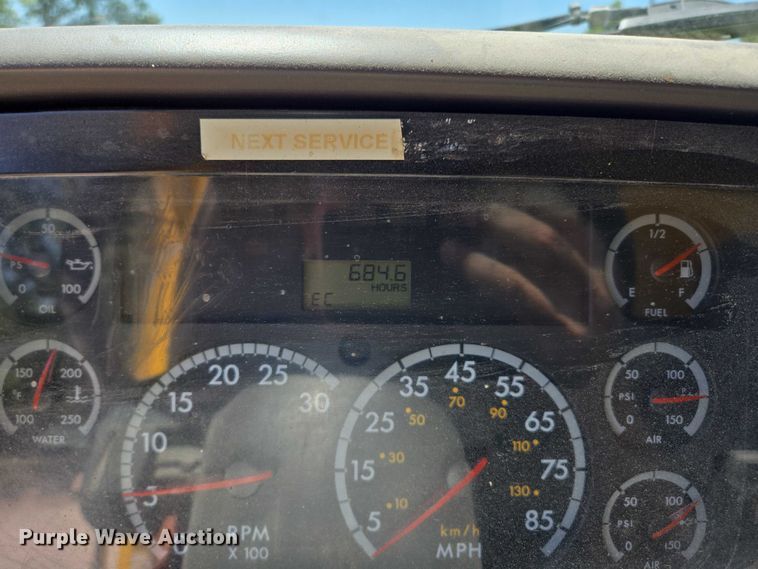 NEXT SERVICE
684.6
HOURS
EC
50
PS
0 100
OIL
1/2
E F
FUEL
150 200
°F
100 250
WATER
0 5 10 15 20 25 30
RPM
X 100
5 15 25 35 45 55 65 75 85
10 30 50 70 90 110 130
km/h
MPH
50 100
PSI P
0 150
AIR
50 100
PSI
0 150
AIR
Purple Wave Auction